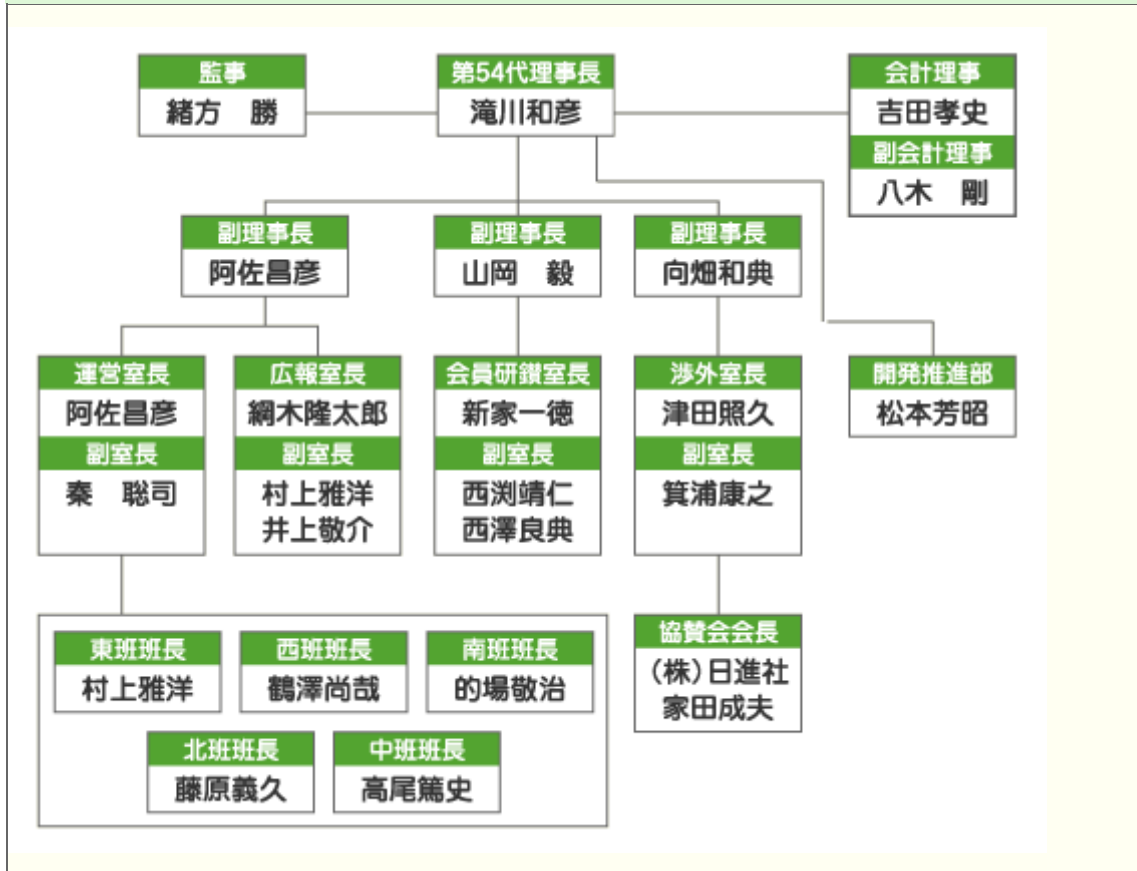 監事
緒方　勝
第54代理事長
滝川和彦
会計理事
吉田孝史
副会計理事
八木　剛
副理事長
阿佐昌彦
副理事長
山岡　毅
副理事長
向畑和典
運営室長
阿佐昌彦
副室長
秦　聡司
広報室長
綱木隆太郎
副室長
村上雅洋
井上敬介
会員研鑽室長
新家一徳
副室長
西渕靖仁
西澤良典
渉外室長
津田照久
副室長
箕浦康之
開発推進部
松本芳昭
東班班長
村上雅洋
西班班長
鶴澤尚哉
南班班長
的場敬治
北班班長
藤原義久
中班班長
高尾篤史
協賛会会長
(株)日進社
家田成夫